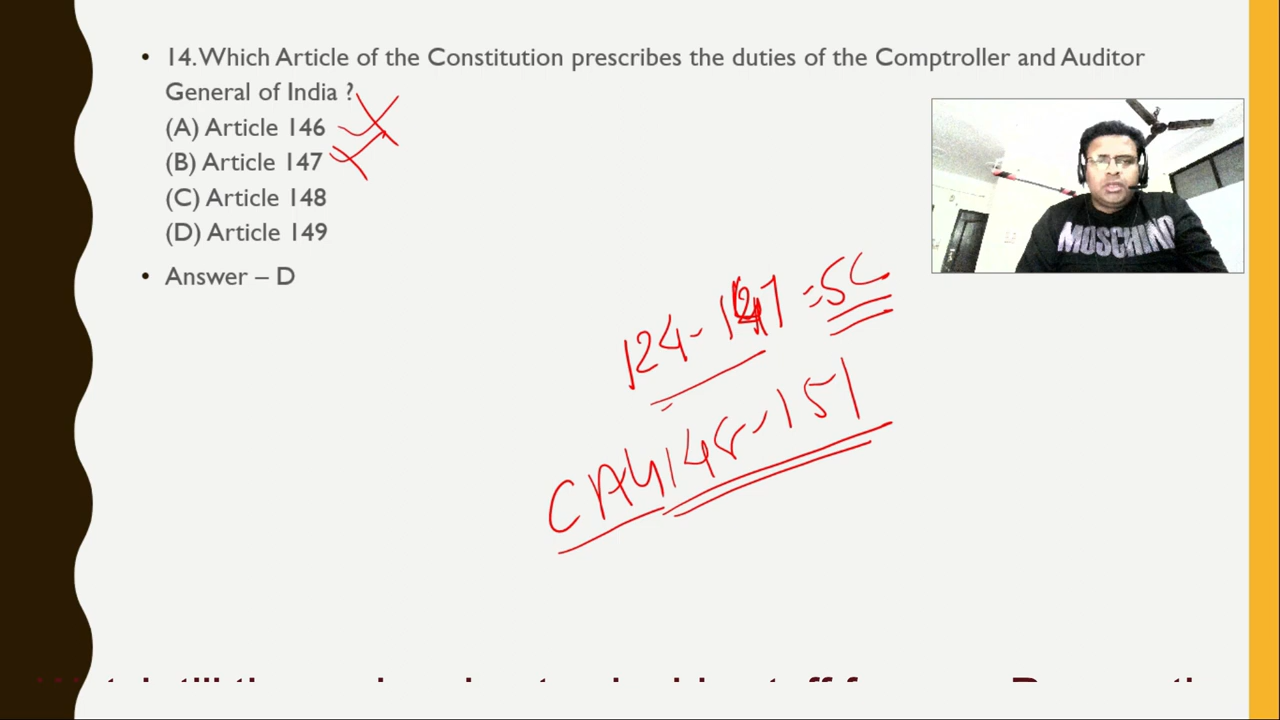 • 14. Which Article of the Constitution prescribes the duties of the Comptroller and Auditor
General of India ?
(A) Article 146
(B) Article 147
(C) Article 148
(D) Article 149
• Answer – D
MOSCHINO
124-147 =SC
CAG 148-151